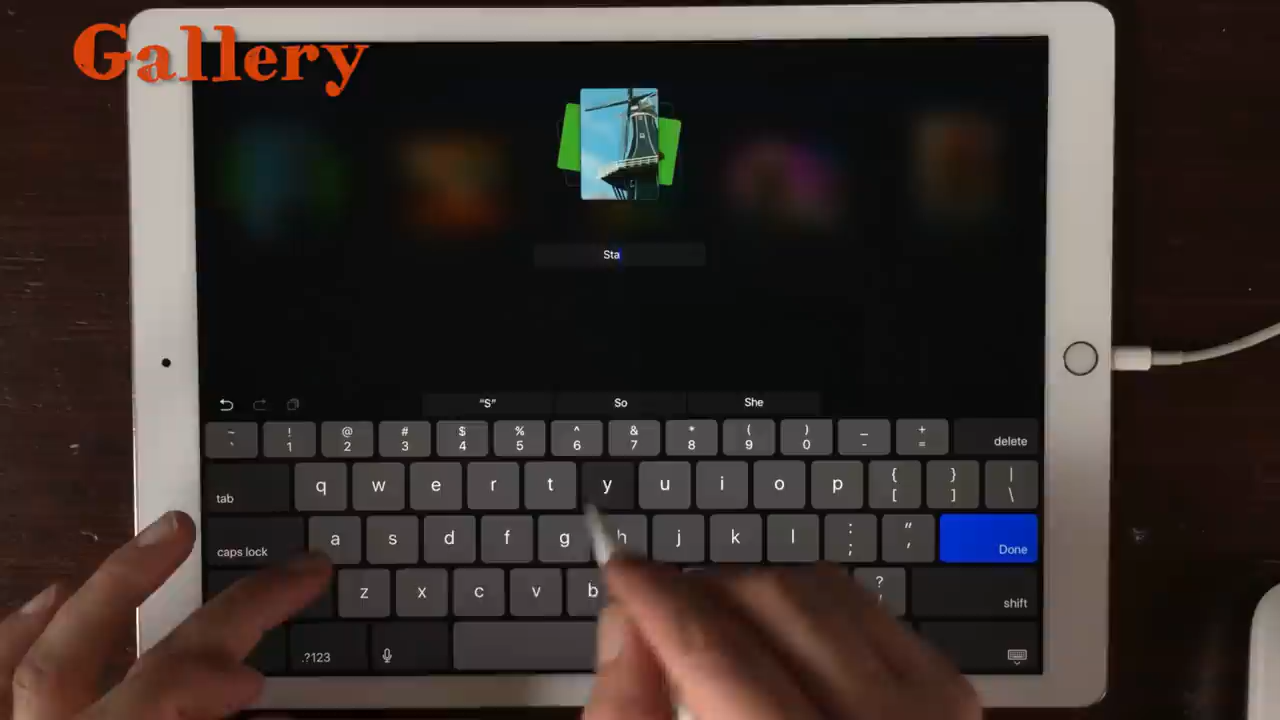 Gallery
Sta
"S" So She
~ ` ! 1 @ 2 # 3 $ 4 % 5 ^ 6 & 7 * 8 ( 9 ) 0 _ - + = delete
tab q w e r t y u i o p { [ } ] | \
caps lock a s d f g h j k l : ; " ' Done
z x c v b ? / shift
.?123